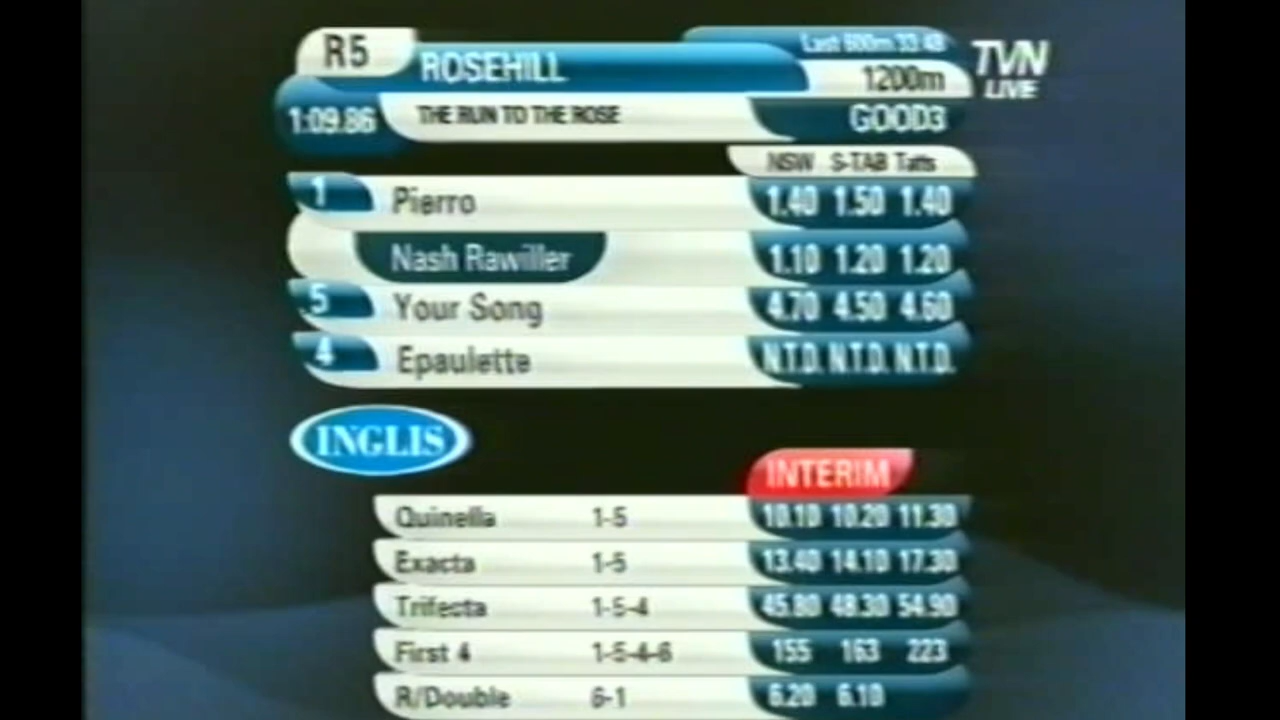 R5 ROSEHILL Last 600m 33.43 TVN
1200m LIVE
1:09.86 THE RUN TO THE ROSE GOOD3
NSW S-TAB Tatts
1 Pierro 1.40 1.50 1.40
Nash Rawiller 1.10 1.20 1.20
5 Your Song 4.70 4.50 4.60
4 Epaulette N.T.D. N.T.D. N.T.D.
INGLIS
INTERIM
Quinella 1-5 10.10 10.20 11.30
Exacta 1-5 13.40 14.10 17.30
Trifecta 1-5-4 45.80 48.30 54.90
First 4 1-5-4-6 155 163 223
R/Double 6-1 6.20 6.10